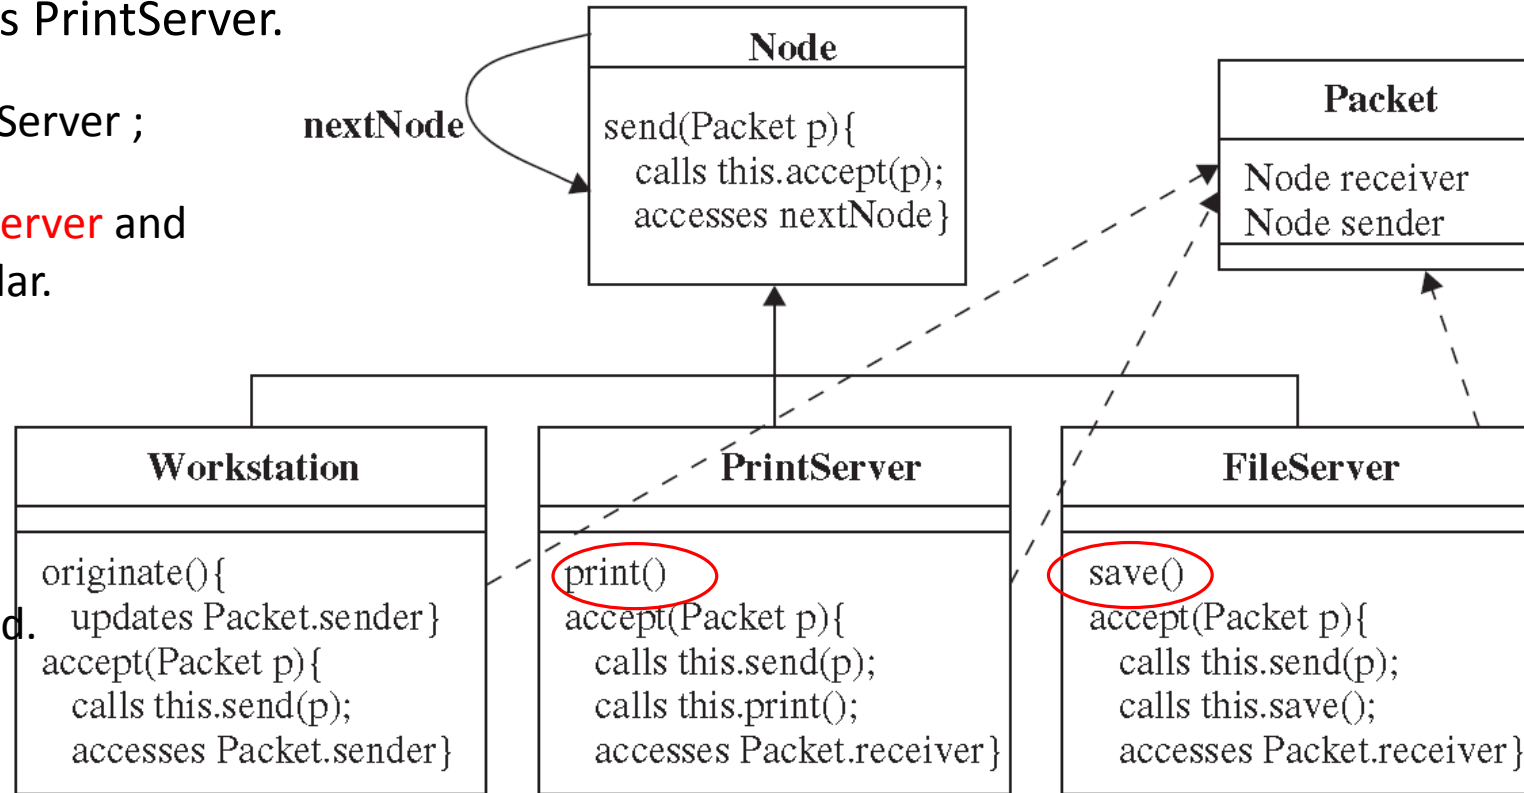 s PrintServer.
Server ;
erver and
lar.
d.
nextNode
Node
send(Packet p){
calls this.accept(p);
accesses nextNode}
Packet
Node receiver
Node sender
Workstation
originate(){
updates Packet.sender}
accept(Packet p){
calls this.send(p);
accesses Packet.sender}
PrintServer
print()
accept(Packet p){
calls this.send(p);
calls this.print();
accesses Packet.receiver}
FileServer
save()
accept(Packet p){
calls this.send(p);
calls this.save();
accesses Packet.receiver}